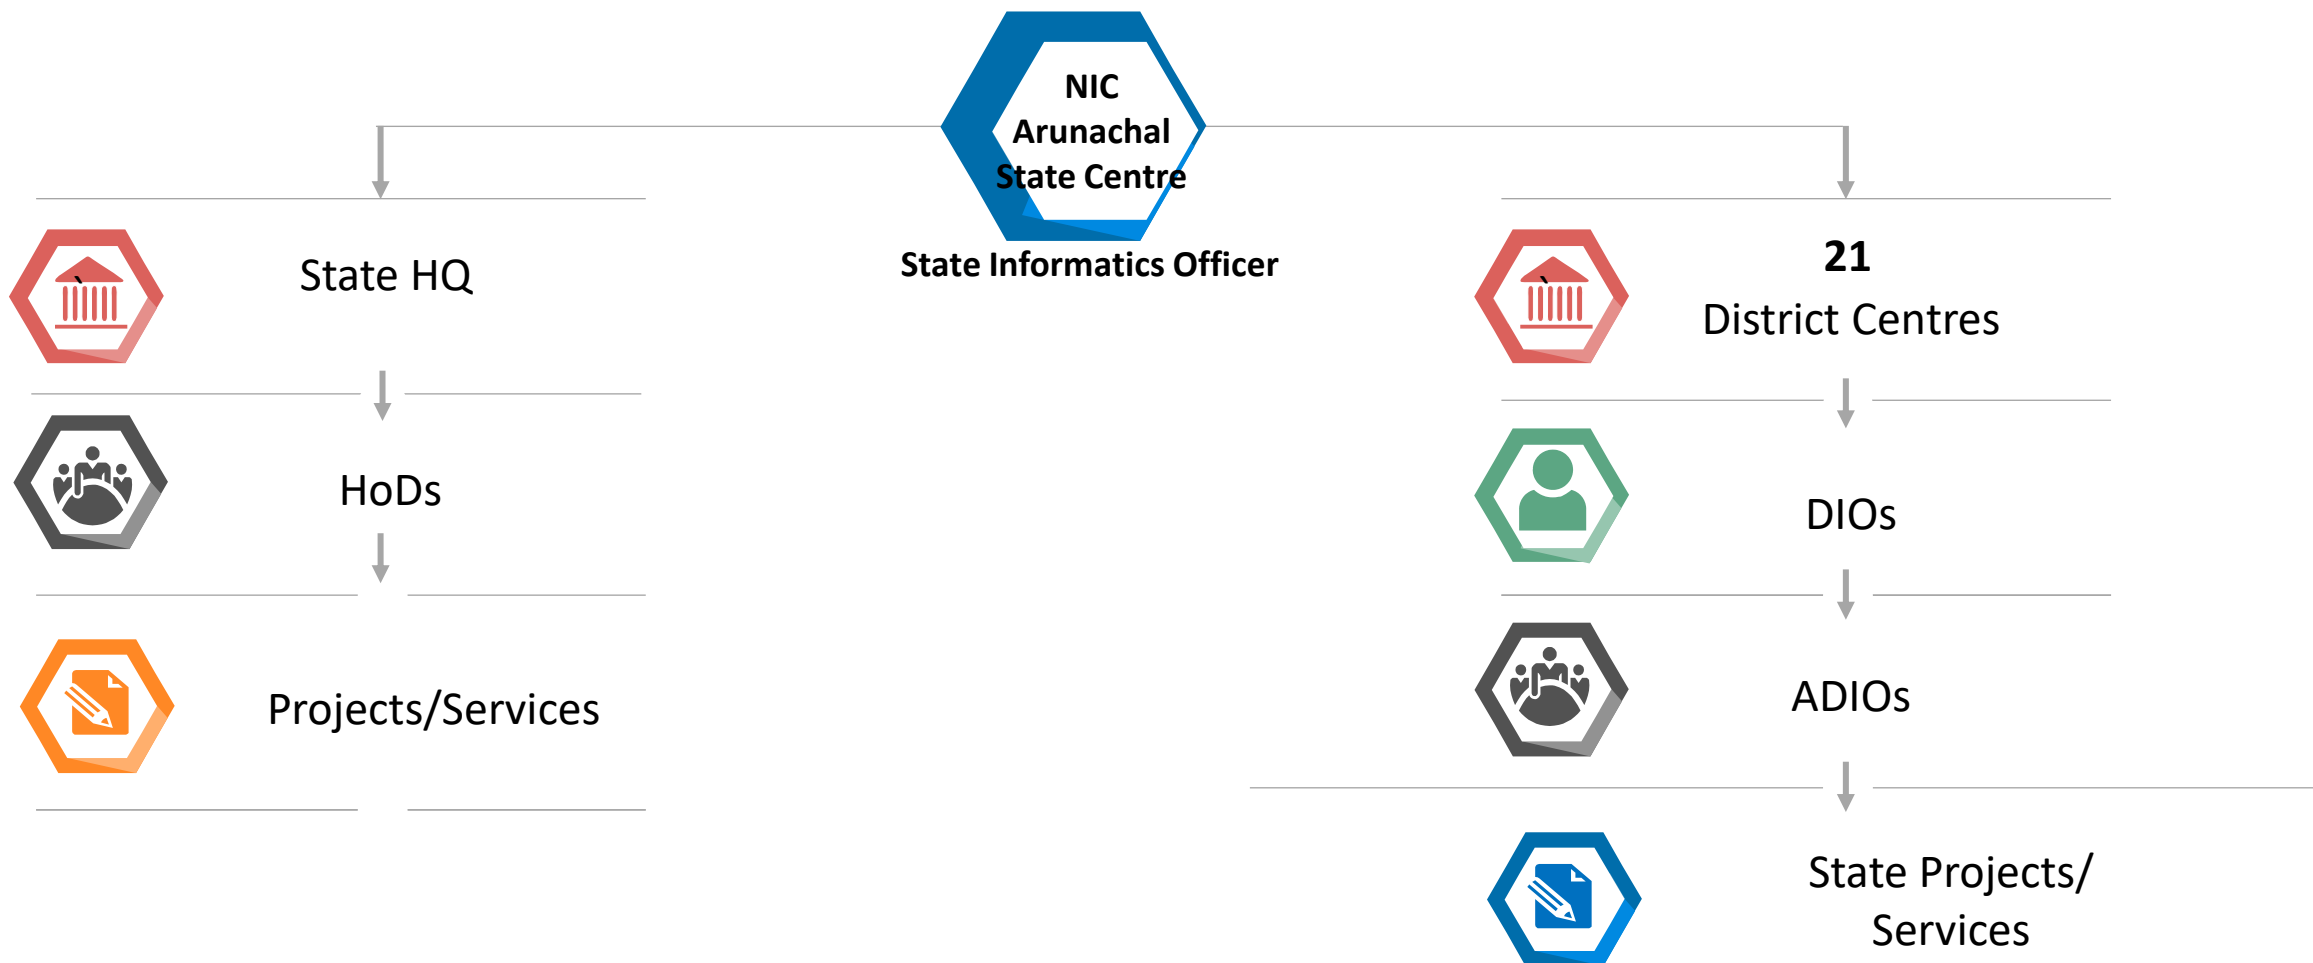 NIC
Arunachal
State Centre
State Informatics Officer
State HQ
HoDs
Projects/Services
21
District Centres
DIOs
ADIOs
State Projects/
Services